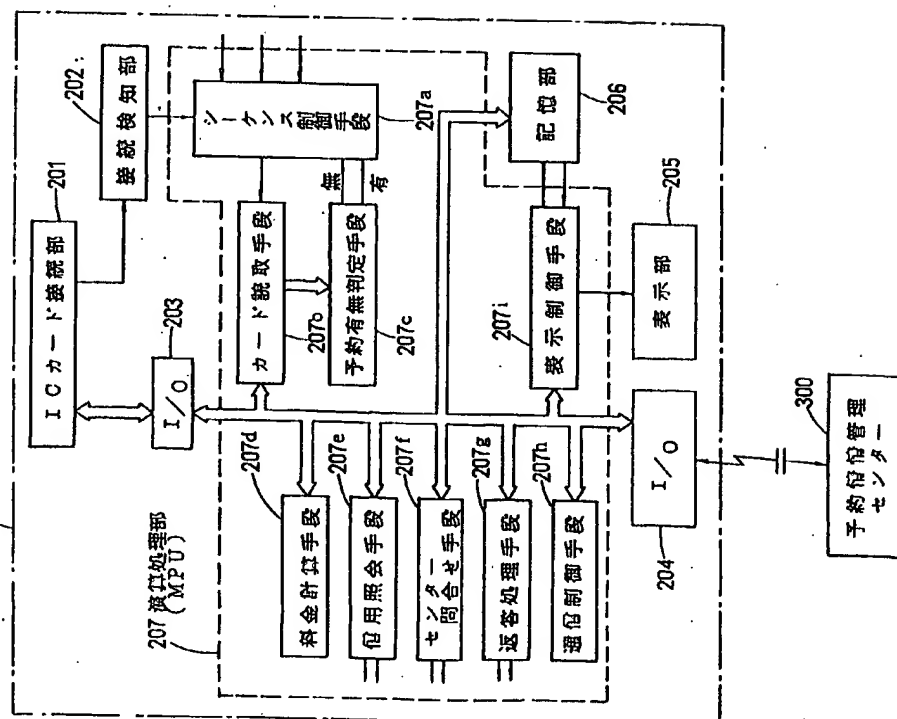 201
ICカード接続部
202
接続検知部
203
I/O
シーケンス制御手段
207a
カード読取手段
207b
無
有
予約有無判定手段
207c
記憶部
206
207 演算処理部
(MPU)
207d
料金計算手段
207e
信用照会手段
207f
センター
問合せ手段
207g
返答処理手段
207h
通信制御手段
表示制御手段
207i
表示部
205
I/O
204
300
予約信信管理
センター